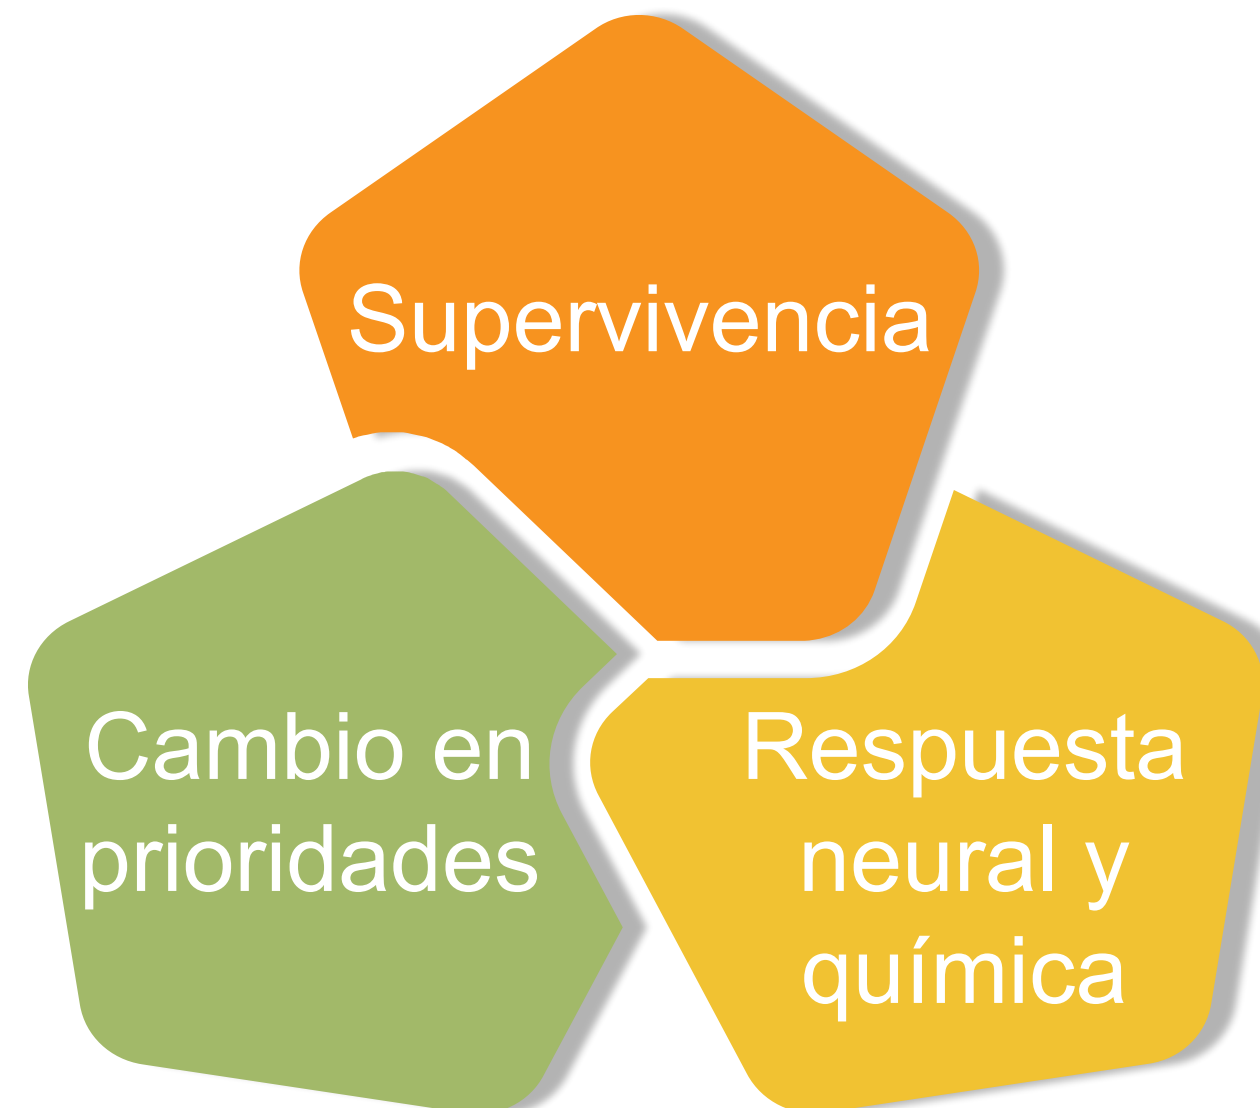 Supervivencia
Cambio en
prioridades
Respuesta
neural y
química